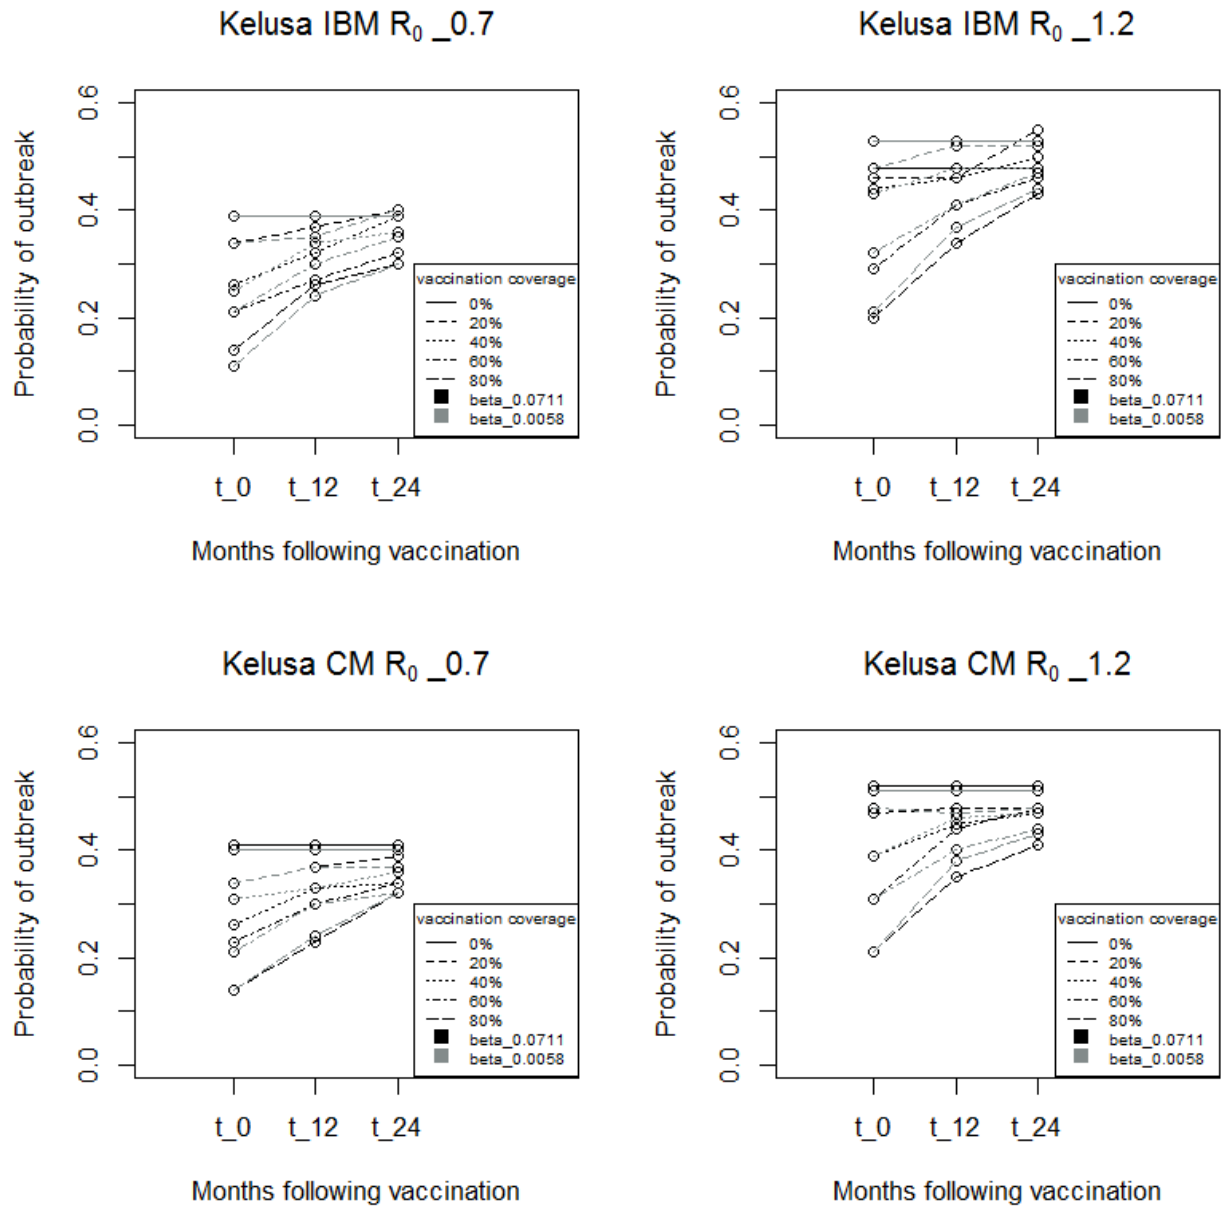 Kelusa IBM R₀ _0.7
Probability of outbreak
0.6
0.4
0.2
0.0
vaccination coverage
0%
20%
40%
60%
80%
beta_0.0711
beta_0.0058
t_0 t_12 t_24
Months following vaccination
Kelusa IBM R₀ _1.2
Probability of outbreak
0.6
0.4
0.2
0.0
vaccination coverage
0%
20%
40%
60%
80%
beta_0.0711
beta_0.0058
t_0 t_12 t_24
Months following vaccination
Kelusa CM R₀ _0.7
Probability of outbreak
0.6
0.4
0.2
0.0
vaccination coverage
0%
20%
40%
60%
80%
beta_0.0711
beta_0.0058
t_0 t_12 t_24
Months following vaccination
Kelusa CM R₀ _1.2
Probability of outbreak
0.6
0.4
0.2
0.0
vaccination coverage
0%
20%
40%
60%
80%
beta_0.0711
beta_0.0058
t_0 t_12 t_24
Months following vaccination